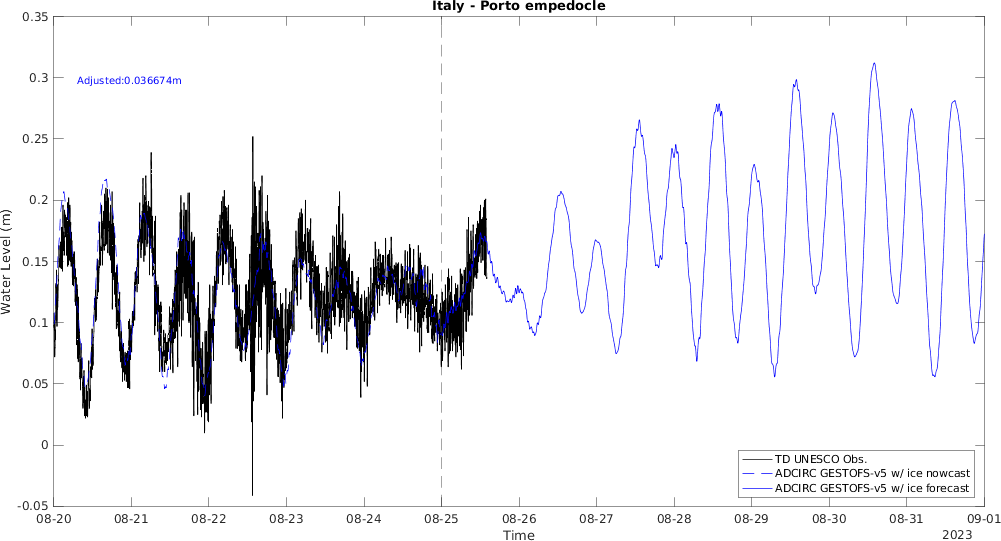 Italy - Porto empedocle
0.35
0.3
0.25
0.2
0.15
0.1
0.05
0
-0.05
Water Level (m)
Adjusted:0.036674m
TD UNESCO Obs.
ADCIRC GESTOFS-v5 w/ ice nowcast
ADCIRC GESTOFS-v5 w/ ice forecast
08-20 08-21 08-22 08-23 08-24 08-25 08-26 08-27 08-28 08-29 08-30 08-31 09-01
Time
2023